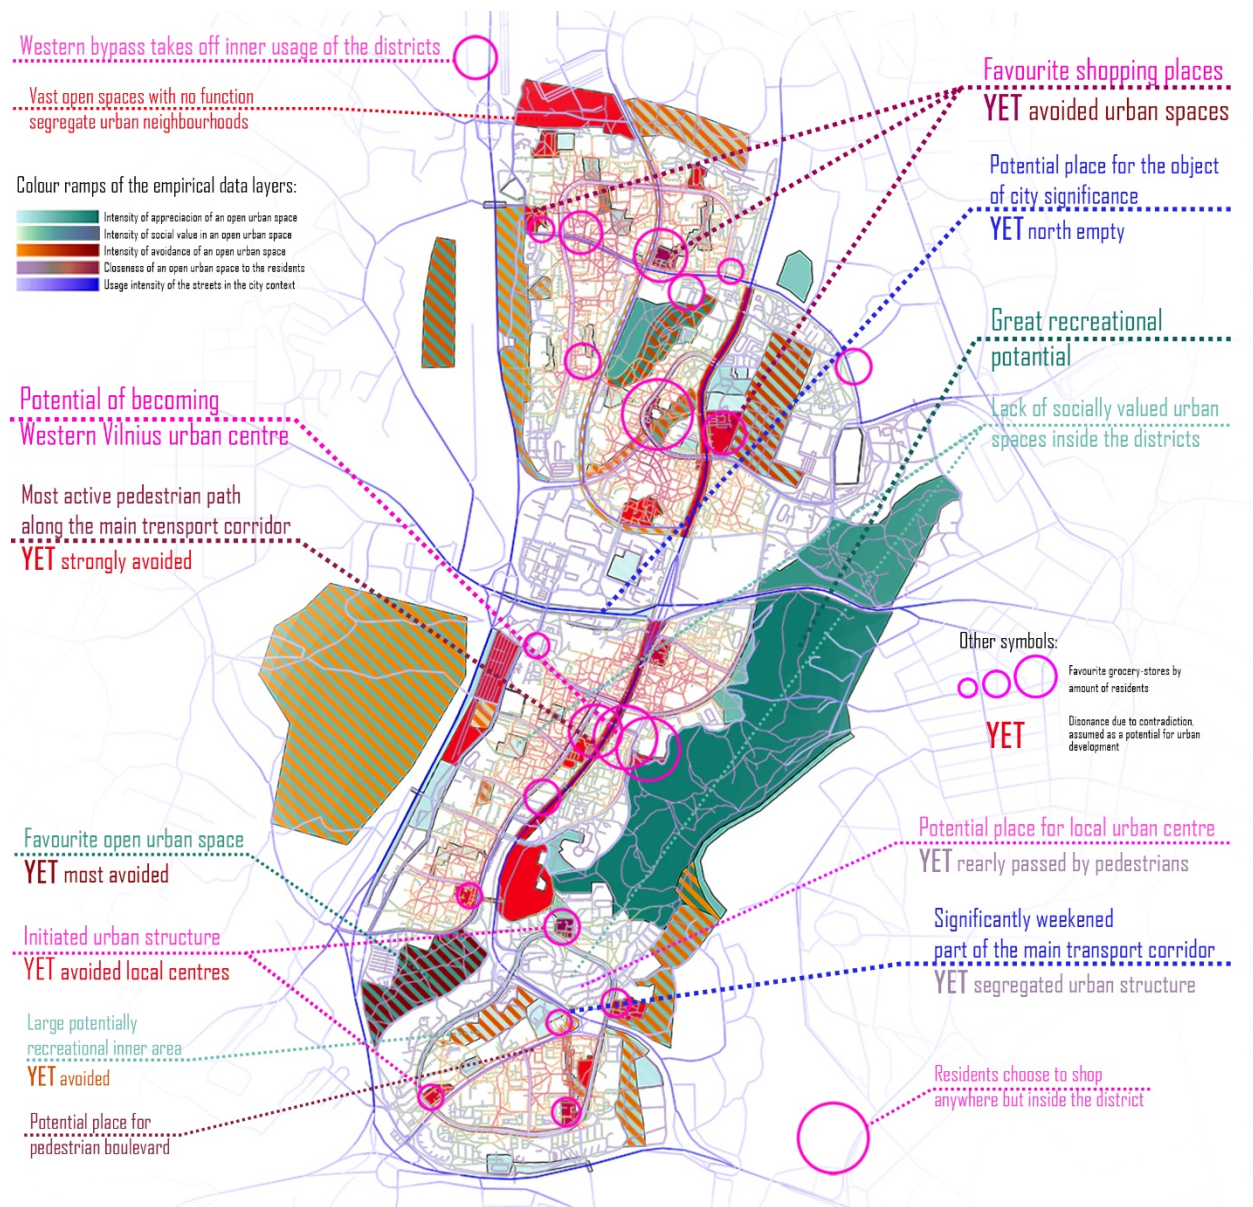 Western bypass takes off inner usage of the districts
Vast open spaces with no function
segregate urban neighbourhoods
Colour ramps of the empirical data layers:
Intensity of appreciacion of an open urban space
Intensity of social value in an open urban space
Intensity of avoidance of an open urban space
Closeness of an open urban space to the residents
Usage intensity of the streets in the city context
Potential of becoming
Western Vilnius urban centre
Most active pedestrian path
along the main transport corridor
YET strongly avoided
Favourite open urban space
YET most avoided
Initiated urban structure
YET avoided local centres
Large potentially
recreational inner area
YET avoided
Potential place for
pedestrian boulevard
Favourite shopping places
YET avoided urban spaces
Potential place for the object
of city significance
YET north empty
Great recreational
potantial
Lack of socially valued urban
spaces inside the districts
Other symbols:
Favourite grocery-stores by
amount of residents
YET
Disonance due to contradiction,
assumed as a potential for urban
development
Potential place for local urban centre
YET rearly passed by pedestrians
Significantly weekened
part of the main transport corridor
YET segregated urban structure
Residents choose to shop
anywhere but inside the district